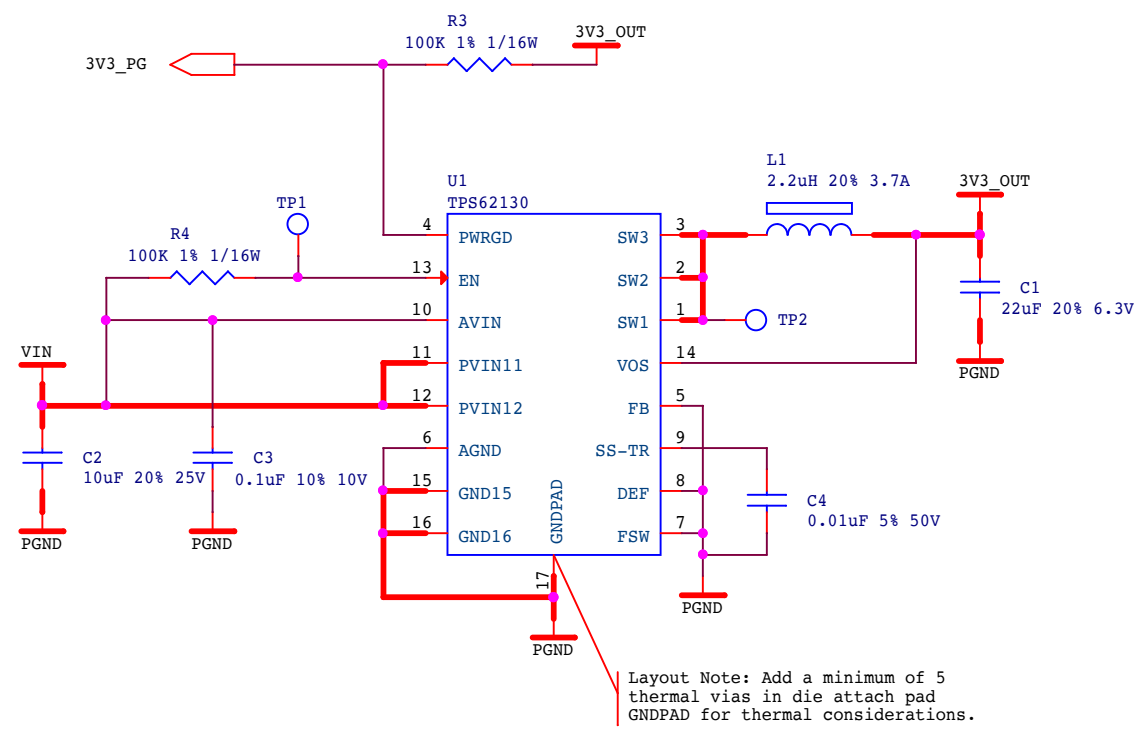 R3
100K 1% 1/16W
3V3_OUT
3V3_PG
L1
2.2uH 20% 3.7A
3V3_OUT
U1
TPS62130
TP1
R4
100K 1% 1/16W
4
PWRGD
SW3
3
13
EN
SW2
2
C1
22uF 20% 6.3V
10
AVIN
SW1
1
TP2
VIN
11
PVIN11
VOS
14
PGND
12
PVIN12
FB
5
6
AGND
SS-TR
9
C2
10uF 20% 25V
C3
0.1uF 10% 10V
15
GND15
DEF
8
C4
0.01uF 5% 50V
16
GND16
GNDPAD
FSW
7
PGND
PGND
17
PGND
PGND
Layout Note: Add a minimum of 5
thermal vias in die attach pad
GNDPAD for thermal considerations.